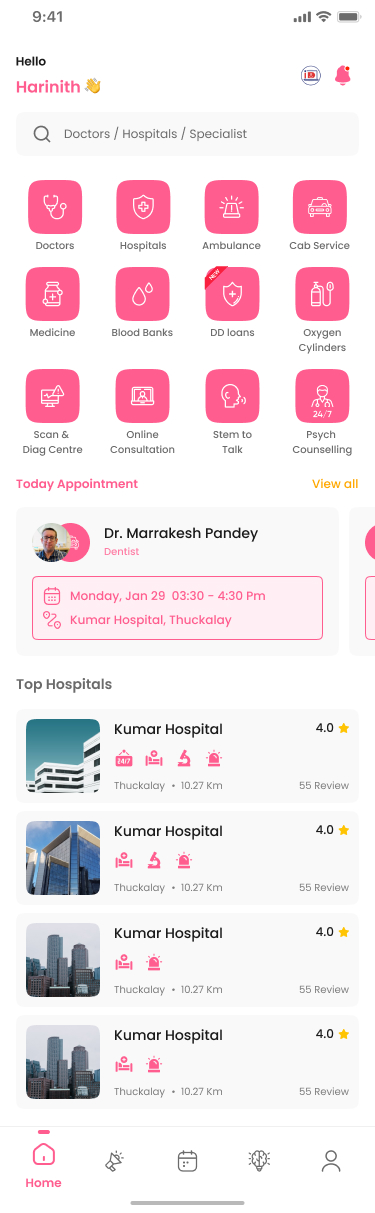 9:41
Hello
Harinith 👋
Doctors / Hospitals / Specialist
Doctors
Hospitals
Ambulance
Cab Service
NEW
Medicine
Blood Banks
DD loans
Oxygen
Cylinders
24/7
Scan &
Diag Centre
Online
Consultation
Stem to
Talk
Psych
Counselling
Today Appointment
View all
Dr. Marrakesh Pandey
Dentist
Monday, Jan 29 03:30 - 4:30 Pm
Kumar Hospital, Thuckalay
Top Hospitals
Kumar Hospital
4.0
24/7
Thuckalay • 10.27 Km
55 Review
Kumar Hospital
4.0
Thuckalay • 10.27 Km
55 Review
Kumar Hospital
4.0
Thuckalay • 10.27 Km
55 Review
Kumar Hospital
4.0
Thuckalay • 10.27 Km
55 Review
Home